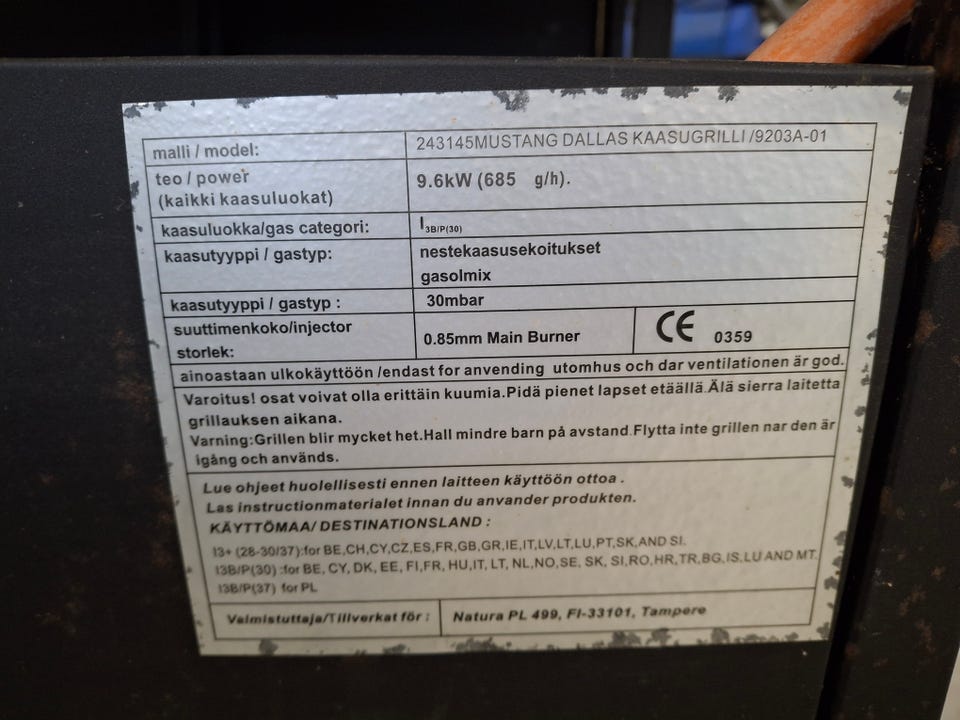 malli / model: 243145MUSTANG DALLAS KAASUGRILLI /9203A-01
teo / power 9.6kW (685 g/h).
(kaikki kaasuluokat)
kaasuluokka/gas categori: I3B/P(30)
kaasutyyppi / gastyp: nestekaasusekoitukset
gasolmix
kaasutyyppi / gastyp : 30mbar
suuttimenkoko/injector
storlek: 0.85mm Main Burner CE 0359
ainoastaan ulkokäyttöön /endast for anvending utomhus och dar ventilationen är god.
Varoitus! osat voivat olla erittäin kuumia.Pidä pienet lapset etäällä.Älä sierra laitetta
grillauksen aikana.
Varning:Grillen blir mycket het.Hall mindre barn på avstand.Flytta inte grillen nar den är
igång och används.
Lue ohjeet huolellisesti ennen laitteen käyttöön ottoa .
Las instructionmaterialet innan du anvander produkten.
KÄYTTÖMAA/ DESTINATIONSLAND :
I3+ (28-30/37):for BE,CH,CY,CZ,ES,FR,GB,GR,IE,IT,LV,LT,LU,PT,SK,AND SI.
I3B/P(30) :for BE, CY, DK, EE, FI,FR, HU,IT, LT, NL,NO,SE, SK, SI,RO,HR,TR,BG,IS,LU AND MT.
I3B/P(37) for PL
Valmistuttaja/Tillverkat för : Natura PL 499, FI-33101, Tampere